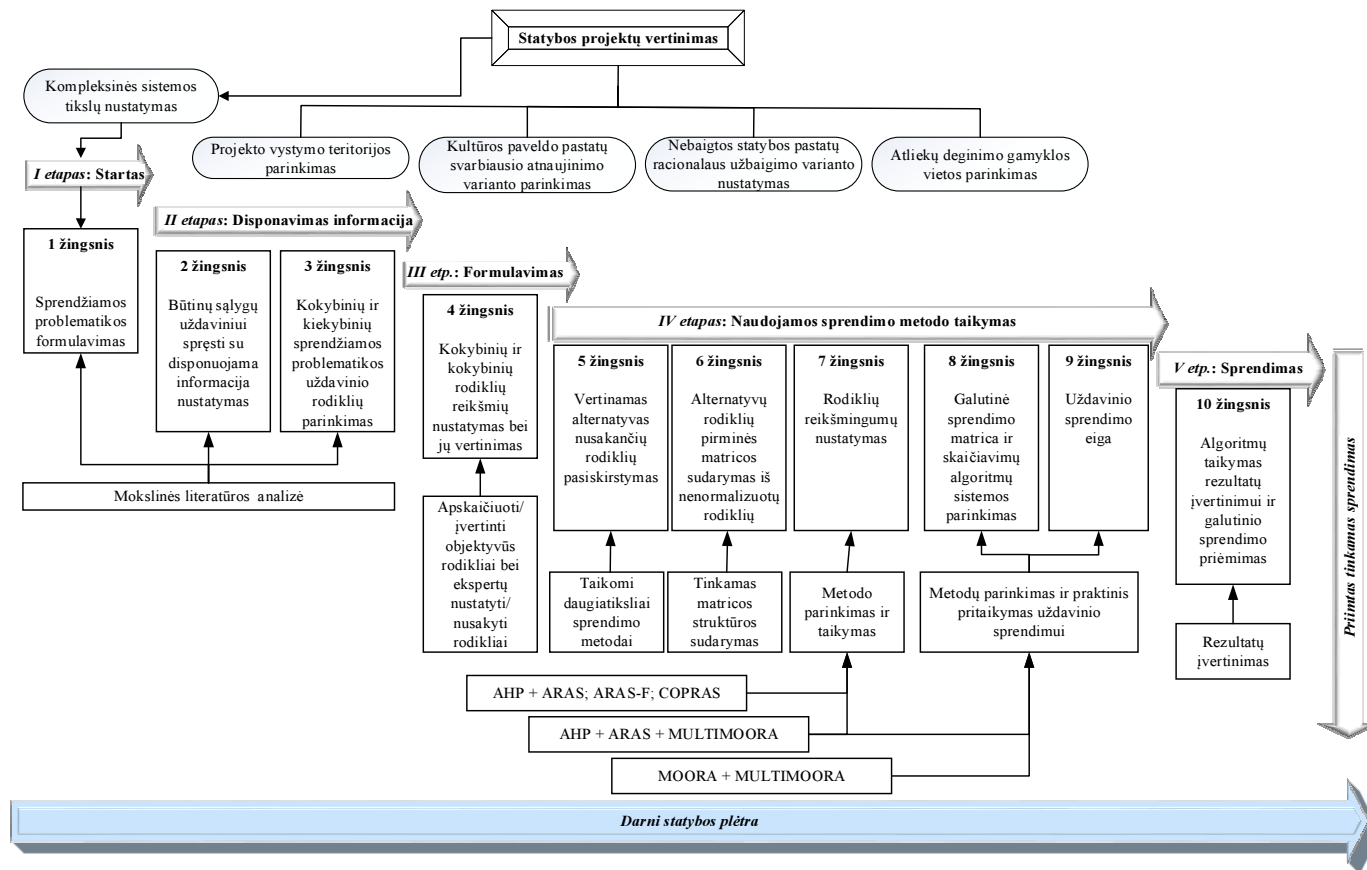 Statybos projektų vertinimas
Kompleksinės sistemos
tikslų nustatymas
Projekto vystymo teritorijos
parinkimas
Kultūros paveldo pastatų
svarbiausio atnaujinimo
varianto parinkimas
Nebaigtos statybos pastatų
racionalaus užbaigimo varianto
nustatymas
Atliekų deginimo gamyklos
vietos parinkimas
I etapas: Startas
II etapas: Disponavimas informacija
III etp.: Formulavimas
IV etapas: Naudojamos sprendimo metodo taikymas
V etp.: Sprendimas
1 žingsnis
Sprendžiamos
problematikos
formulavimas
2 žingsnis
Būtinų sąlygų
uždaviniui
spręsti su
disponuojama
informacija
nustatymas
3 žingsnis
Kokybinių ir
kiekybinių
sprendžiamos
problematikos
uždavinio
rodiklių
parinkimas
4 žingsnis
Kokybinių ir
kokybinių
rodiklių
reikšmių
nustatymas bei
jų vertinimas
5 žingsnis
Vertinamas
alternatyvas
nusakančių
rodiklių
pasiskirstymas
6 žingsnis
Alternatyvų
rodiklių
pirminės
matricos
sudarymas iš
nenormalizuotų
rodiklių
7 žingsnis
Rodiklių
reikšmingumų
nustatymas
8 žingsnis
Galutinė
sprendimo
matrica ir
skaičiavimų
algoritmų
sistemos
parinkimas
9 žingsnis
Uždavinio
sprendimo
eiga
10 žingsnis
Algoritmų
taikymas
rezultatų
įvertinimui ir
galutinio
sprendimo
priėmimas
Mokslinės literatūros analizė
Apskaičiuoti/
įvertinti
objektyvūs
rodikliai bei
ekspertų
nustatyti/
nusakyti
rodikliai
Taikomi
daugiatiksliai
sprendimo
metodai
Tinkamas
matricos
struktūros
sudarymas
Metodo
parinkimas ir
taikymas
Metodų parinkimas ir praktinis
pritaikymas uždavinio
sprendimui
Rezultatų
įvertinimas
AHP + ARAS; ARAS-F; COPRAS
AHP + ARAS + MULTIMOORA
MOORA + MULTIMOORA
Priimtas tinkamas sprendimas
Darni statybos plėtra